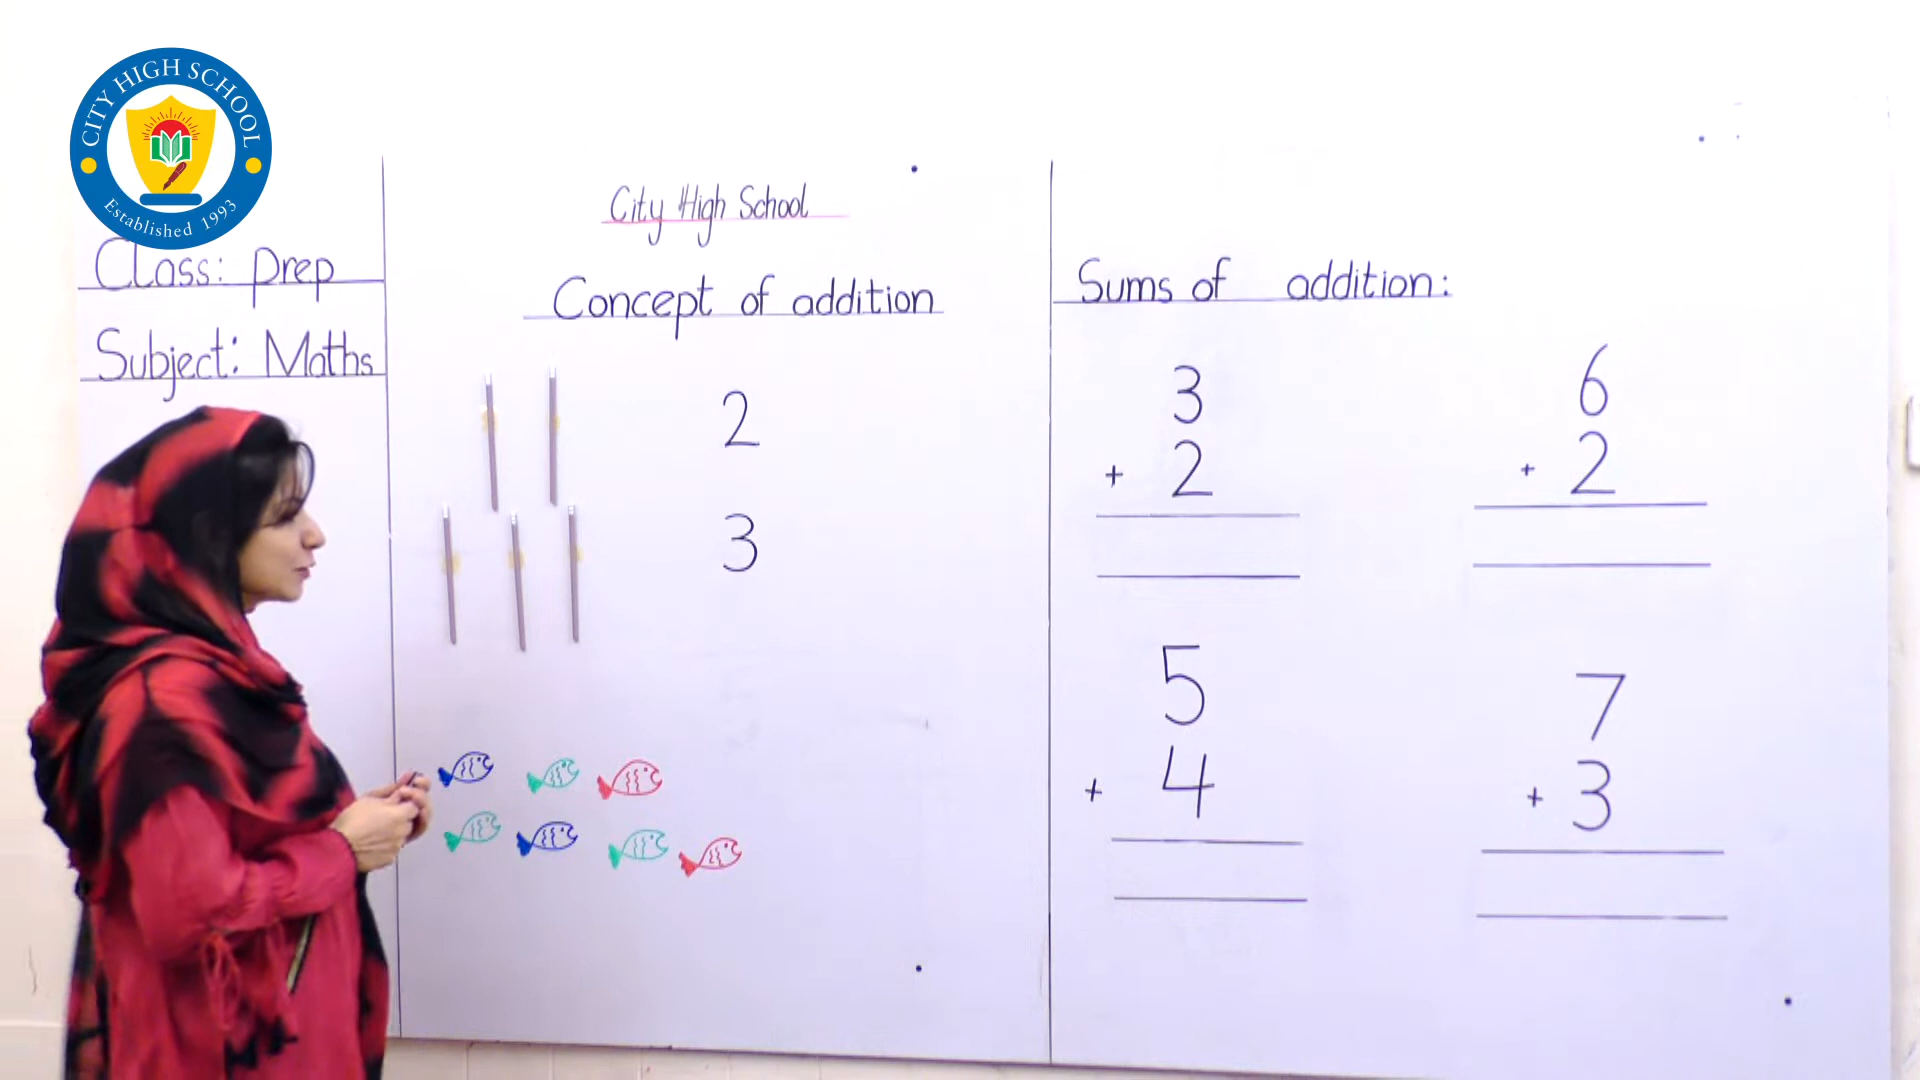 CITY HIGH SCHOOL
Established 1993
Class: Prep
Subject: Maths
City High School
Concept of addition
2
3
Sums of addition:
3
+ 2
6
+ 2
5
+ 4
7
+ 3